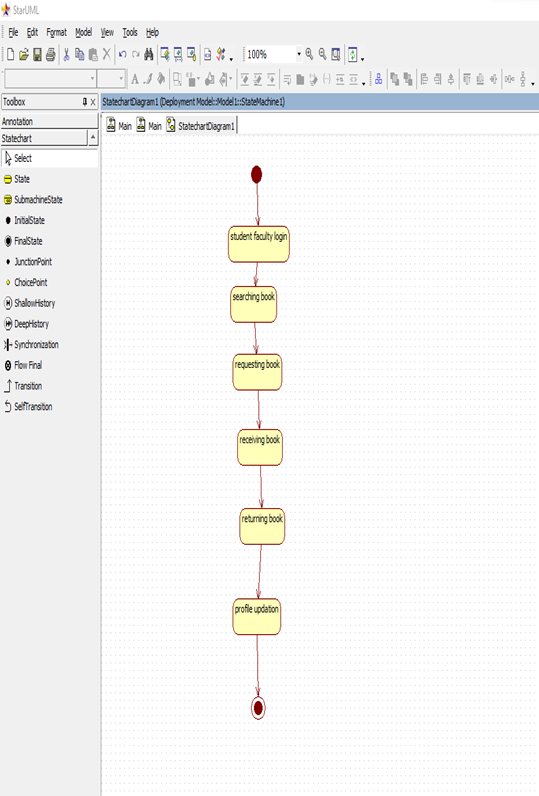 StarUML
File Edit Format Model View Tools Help
100%
Toolbox
StatechartDiagram1 (Deployment Model::Model1::StateMachine1)
Annotation
Main Main StatechartDiagram1
Statechart
Select
State
SubmachineState
InitialState
FinalState
JunctionPoint
ChoicePoint
ShallowHistory
DeepHistory
Synchronization
Flow Final
Transition
SelfTransition
student faculty login
searching book
requesting book
receiving book
returning book
profile updation